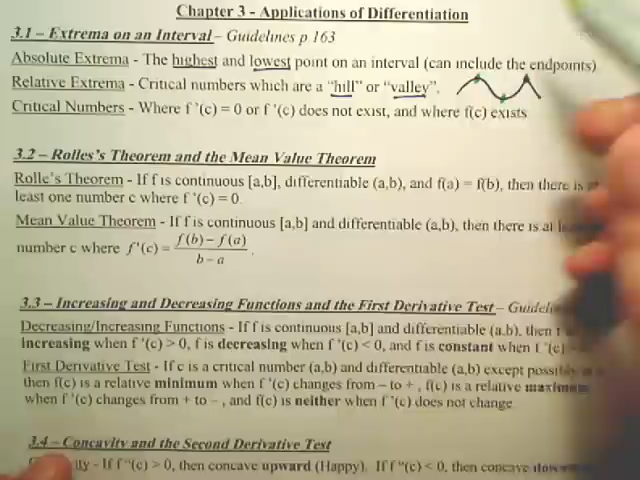 Chapter 3 - Applications of Differentiation
3.1 – Extrema on an Interval – Guidelines p 163
Absolute Extrema - The highest and lowest point on an interval (can include the endpoints)
Relative Extrema - Critical numbers which are a "hill" or "valley".
Critical Numbers - Where f '(c) = 0 or f '(c) does not exist, and where f(c) exists
3.2 – Rolles's Theorem and the Mean Value Theorem
Rolle's Theorem - If f is continuous [a,b], differentiable (a,b), and f(a) = f(b), then there is at
least one number c where f '(c) = 0.
Mean Value Theorem - If f is continuous [a,b] and differentiable (a,b), then there is at
number c where f'(c) = f(b) – f(a) / b – a .
3.3 – Increasing and Decreasing Functions and the First Derivative Test –
Decreasing/Increasing Functions - If f is continuous [a,b] and differentiable (a,b), then
increasing when f '(c) > 0, f is decreasing when f '(c) < 0, and f is constant when f '(c)
First Derivative Test - If c is a critical number (a,b) and differentiable (a,b) except
then f(c) is a relative minimum when f '(c) changes from – to + , f(c) is a relative maximum
when f '(c) changes from + to – , and f(c) is neither when f '(c) does not change
3.4 – Concavity and the Second Derivative Test
- If f "(c) > 0, then concave upward (Happy). If f "(c) < 0, then concave